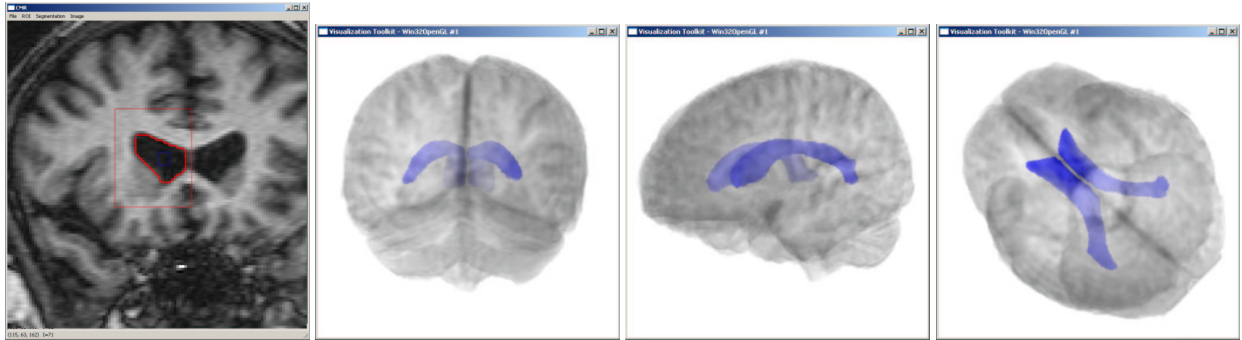 CMR
File ROI Segmentation Image
(115, 63, 162) I=71
Visualization Toolkit - Win32OpenGL #1
Visualization Toolkit - Win32OpenGL #1
Visualization Toolkit - Win32OpenGL #1